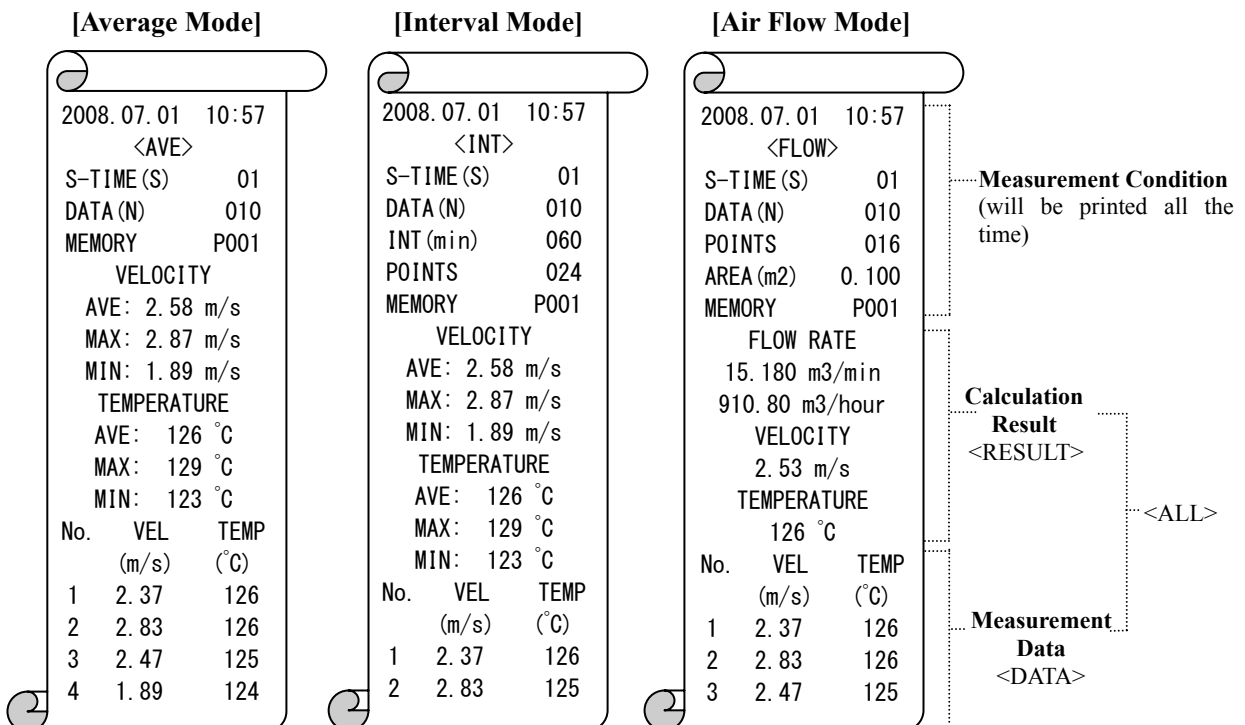 [Average Mode]
2008.07.01 10:57
<AVE>
S-TIME(S) 01
DATA(N) 010
MEMORY P001
VELOCITY
AVE: 2.58 m/s
MAX: 2.87 m/s
MIN: 1.89 m/s
TEMPERATURE
AVE: 126 °C
MAX: 129 °C
MIN: 123 °C
No. VEL TEMP
(m/s) (°C)
1 2.37 126
2 2.83 126
3 2.47 125
4 1.89 124
[Interval Mode]
2008.07.01 10:57
<INT>
S-TIME(S) 01
DATA(N) 010
INT(min) 060
POINTS 024
MEMORY P001
VELOCITY
AVE: 2.58 m/s
MAX: 2.87 m/s
MIN: 1.89 m/s
TEMPERATURE
AVE: 126 °C
MAX: 129 °C
MIN: 123 °C
No. VEL TEMP
(m/s) (°C)
1 2.37 126
2 2.83 125
[Air Flow Mode]
2008.07.01 10:57
<FLOW>
S-TIME(S) 01
DATA(N) 010
POINTS 016
AREA(m2) 0.100
MEMORY P001
FLOW RATE
15.180 m3/min
910.80 m3/hour
VELOCITY
2.53 m/s
TEMPERATURE
126 °C
No. VEL TEMP
(m/s) (°C)
1 2.37 126
2 2.83 126
3 2.47 125
Measurement Condition
(will be printed all the
time)
Calculation
Result
<RESULT>
<ALL>
Measurement
Data
<DATA>